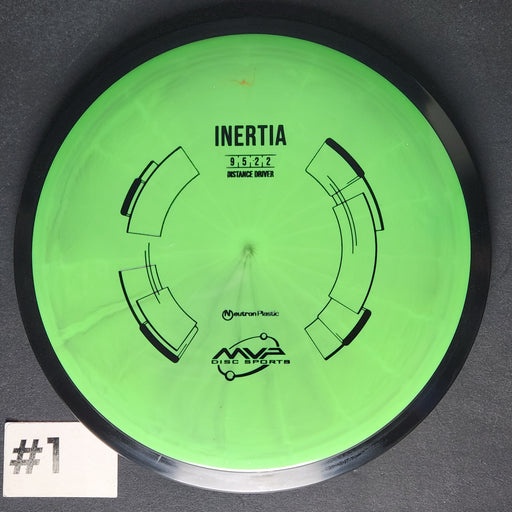 INERTIA
9, 5, 2, 2
DISTANCE DRIVER
Neutron Plastic
MVP
DISC SPORTS
#1